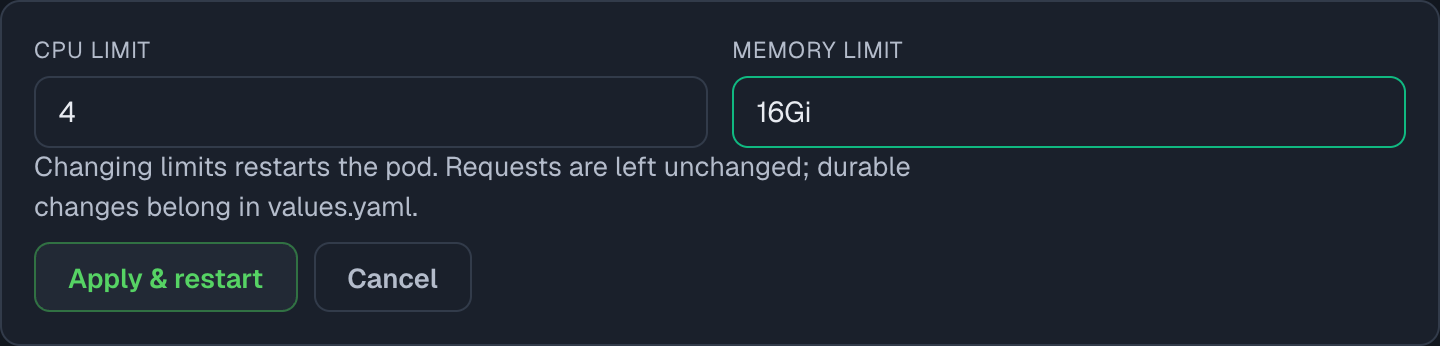 CPU LIMIT
MEMORY LIMIT
4
16Gi
Changing limits restarts the pod. Requests are left unchanged; durable
changes belong in values.yaml.
Apply & restart
Cancel